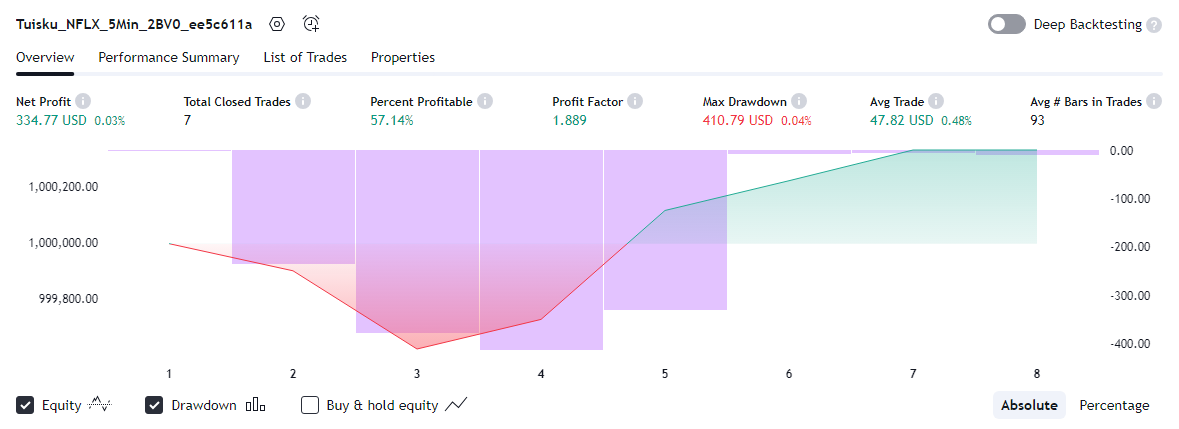 Tuisku_NFLX_5Min_2BV0_ee5c611a
Deep Backtesting ?
Overview Performance Summary List of Trades Properties
Net Profit i Total Closed Trades i Percent Profitable i Profit Factor i Max Drawdown i Avg Trade i Avg # Bars in Trades i
334.77 USD 0.03% 7 57.14% 1.889 410.79 USD 0.04% 47.82 USD 0.48% 93
0.00
1,000,200.00
-100.00
1,000,000.00
-200.00
999,800.00
-300.00
-400.00
1 2 3 4 5 6 7 8
Equity Drawdown Buy & hold equity Absolute Percentage